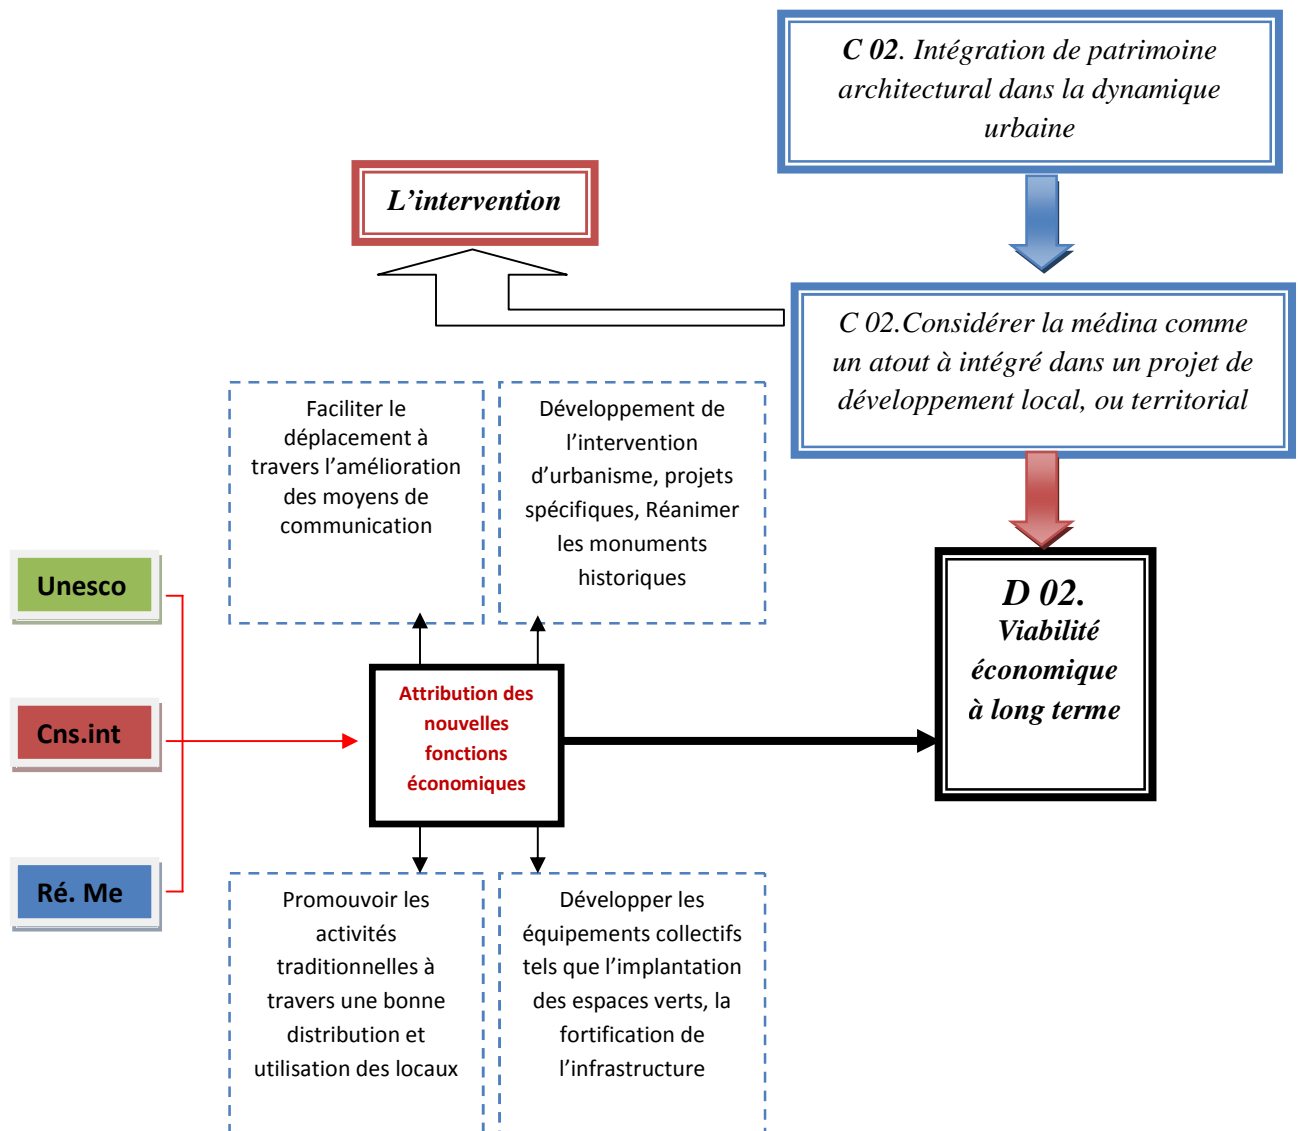 C 02. Intégration de patrimoine
architectural dans la dynamique
urbaine
L’intervention
C 02.Considérer la médina comme
un atout à intégré dans un projet de
développement local, ou territorial
Faciliter le
déplacement à
travers l’amélioration
des moyens de
communication
Développement de
l’intervention
d’urbanisme, projets
spécifiques, Réanimer
les monuments
historiques
Unesco
Cns.int
Ré. Me
Attribution des
nouvelles
fonctions
économiques
D 02.
Viabilité
économique
à long terme
Promouvoir les
activités
traditionnelles à
travers une bonne
distribution et
utilisation des locaux
Développer les
équipements collectifs
tels que l’implantation
des espaces verts, la
fortification de
l’infrastructure